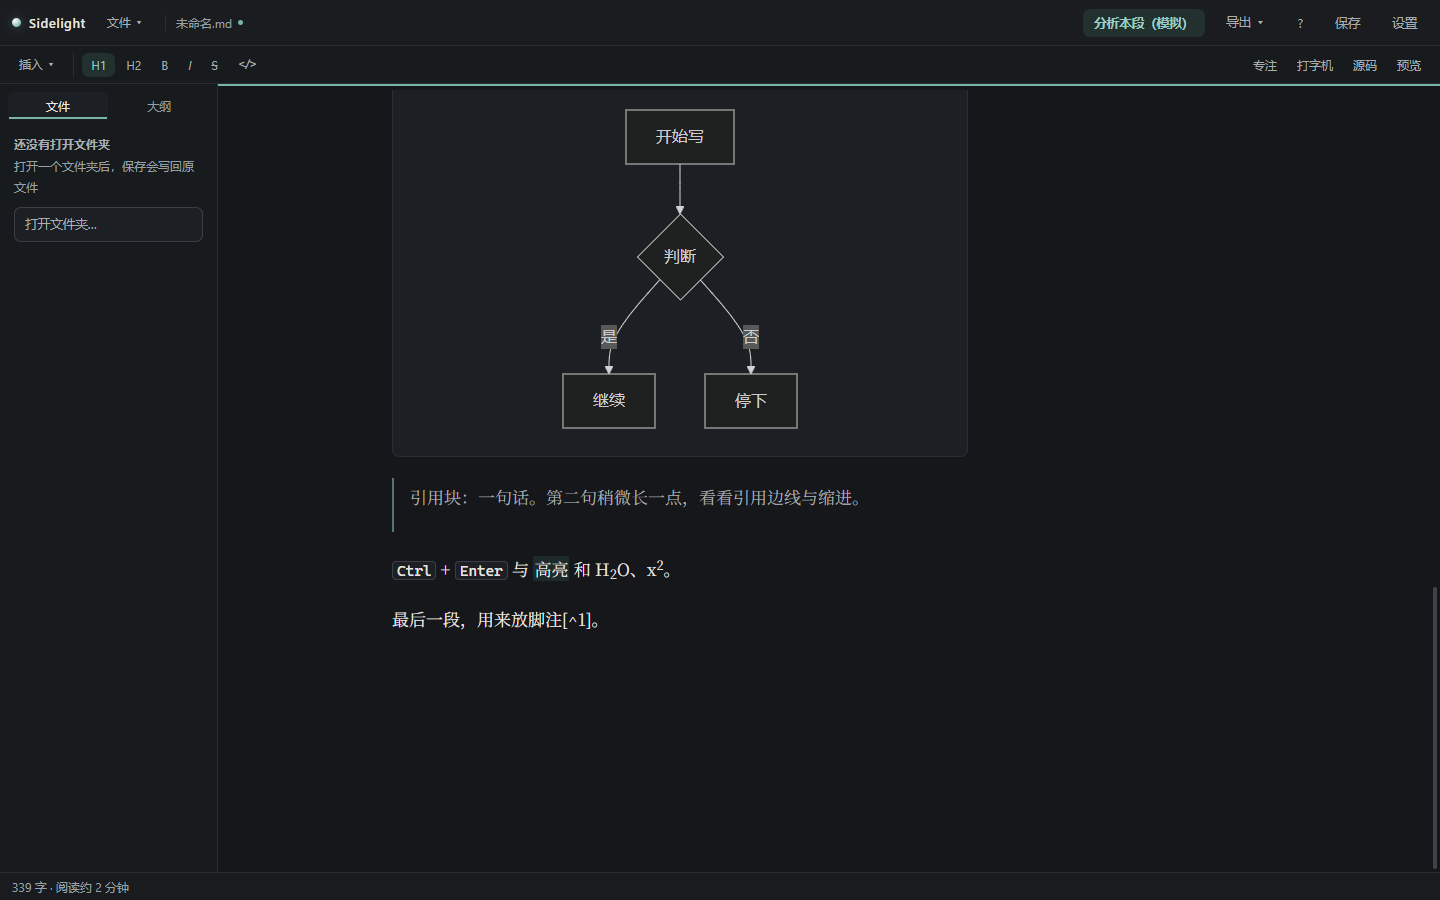 Sidelight 文件 未命名.md 分析本段（模拟） 导出 ? 保存 设置
插入 H1 H2 B I S </> 专注 打字机 源码 预览
文件 大纲
还没有打开文件夹
打开一个文件夹后，保存会写回原
文件
打开文件夹...
开始写
判断
是 否
继续 停下
引用块：一句话。第二句稍微长一点，看看引用边线与缩进。
Ctrl + Enter 与 高亮 和 H₂O、x²。
最后一段，用来放脚注[^1]。
339 字 · 阅读约 2 分钟